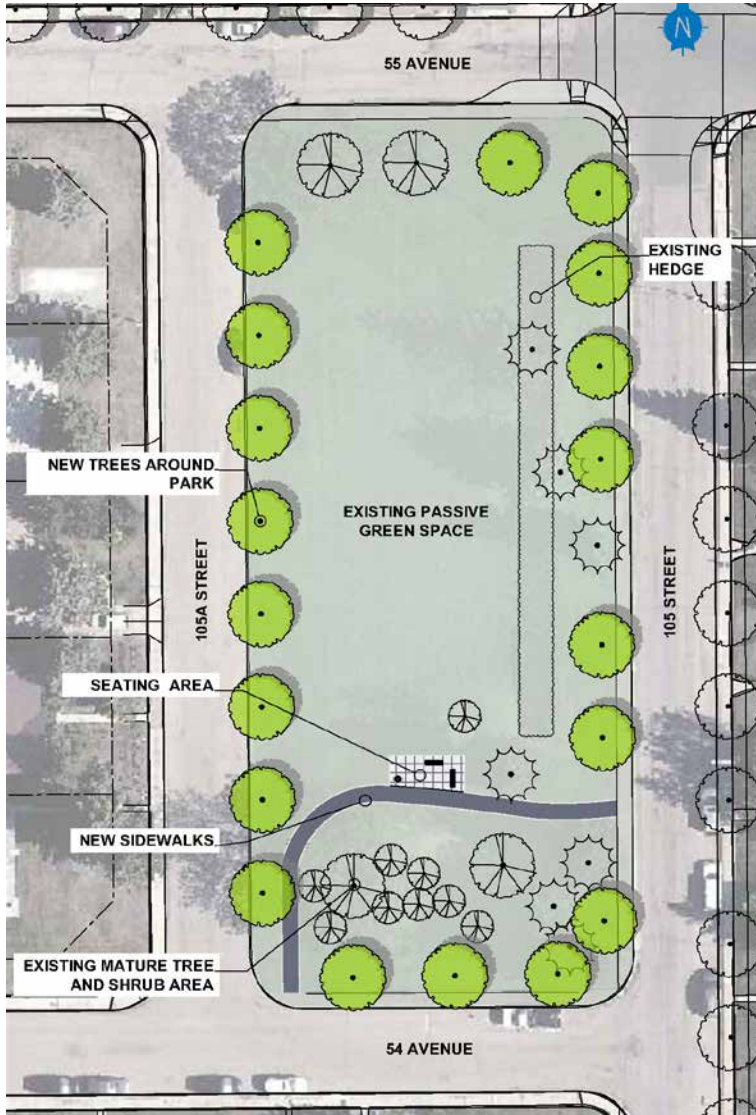 N
55 AVENUE
EXISTING
HEDGE
NEW TREES AROUND
PARK
EXISTING PASSIVE
GREEN SPACE
105A STREET
105 STREET
SEATING AREA
NEW SIDEWALKS
EXISTING MATURE TREE
AND SHRUB AREA
54 AVENUE